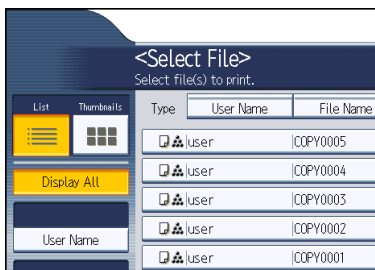 <Select File>
Select file(s) to print.
List Thumbnails
Type User Name File Name
Display All
User Name
user COPY0005
user COPY0004
user COPY0003
user COPY0002
user COPY0001